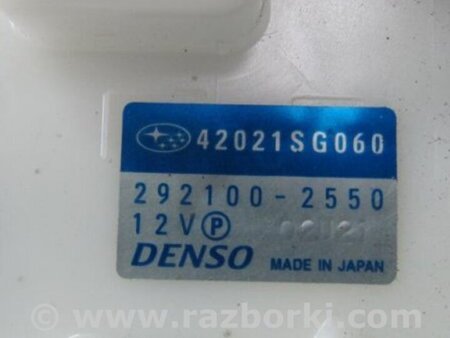 42021SG060
292100-2550
12V P
DENSO MADE IN JAPAN
© www.razborki.com